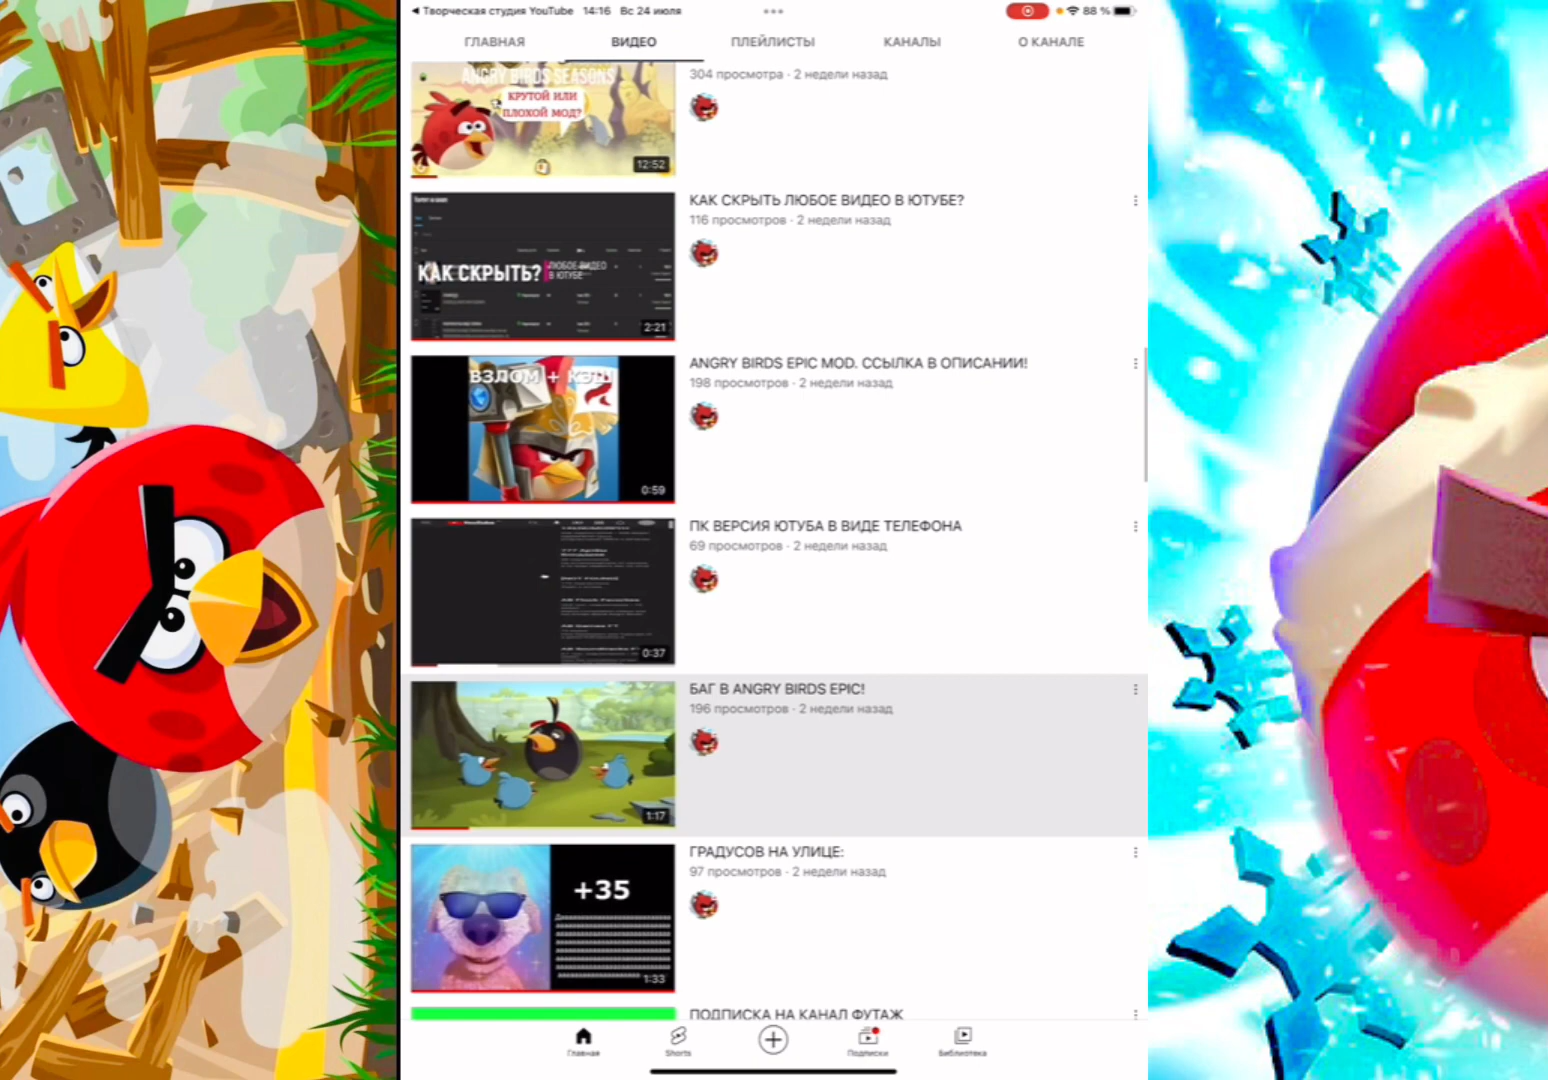 Творческая студия YouTube 14:16 Вс 24 июля
88 %
ГЛАВНАЯ ВИДЕО ПЛЕЙЛИСТЫ КАНАЛЫ О КАНАЛЕ
ANGRY BIRDS SEASONS
КРУТОЙ ИЛИ
ПЛОХОЙ МОД?
12:52
304 просмотра · 2 недели назад
КАК СКРЫТЬ?
ЛЮБОЕ ВИДЕО
В ЮТУБЕ
2:21
КАК СКРЫТЬ ЛЮБОЕ ВИДЕО В ЮТУБЕ?
116 просмотров · 2 недели назад
ВЗЛОМ + КЭШ
0:59
ANGRY BIRDS EPIC MOD. ССЫЛКА В ОПИСАНИИ!
198 просмотров · 2 недели назад
0:37
ПК ВЕРСИЯ ЮТУБА В ВИДЕ ТЕЛЕФОНА
69 просмотров · 2 недели назад
1:17
БАГ В ANGRY BIRDS EPIC!
196 просмотров · 2 недели назад
+35
1:33
ГРАДУСОВ НА УЛИЦЕ:
97 просмотров · 2 недели назад
ПОДПИСКА НА КАНАЛ ФУТАЖ
Главная Shorts Подписки Библиотека